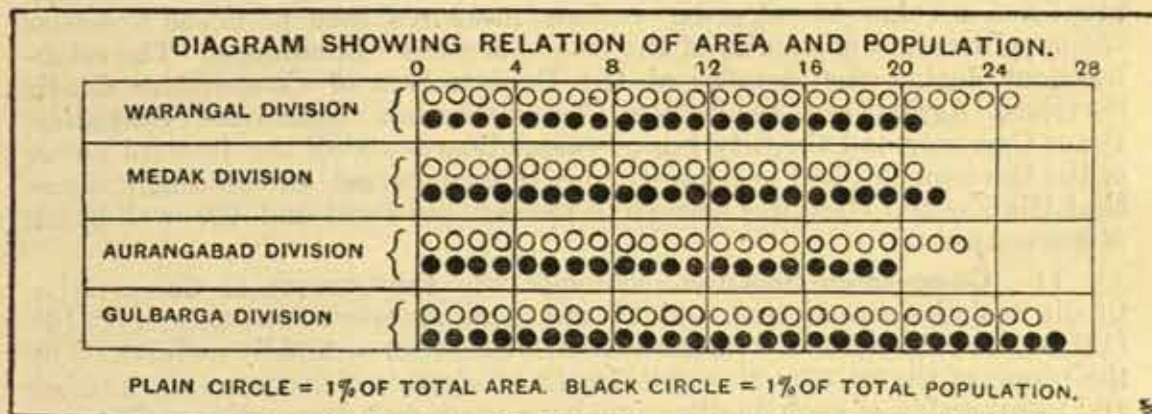 DIAGRAM SHOWING RELATION OF AREA AND POPULATION.
0 4 8 12 16 20 24 28
WARANGAL DIVISION
MEDAK DIVISION
AURANGABAD DIVISION
GULBARGA DIVISION
PLAIN CIRCLE = 1% OF TOTAL AREA. BLACK CIRCLE = 1% OF TOTAL POPULATION.